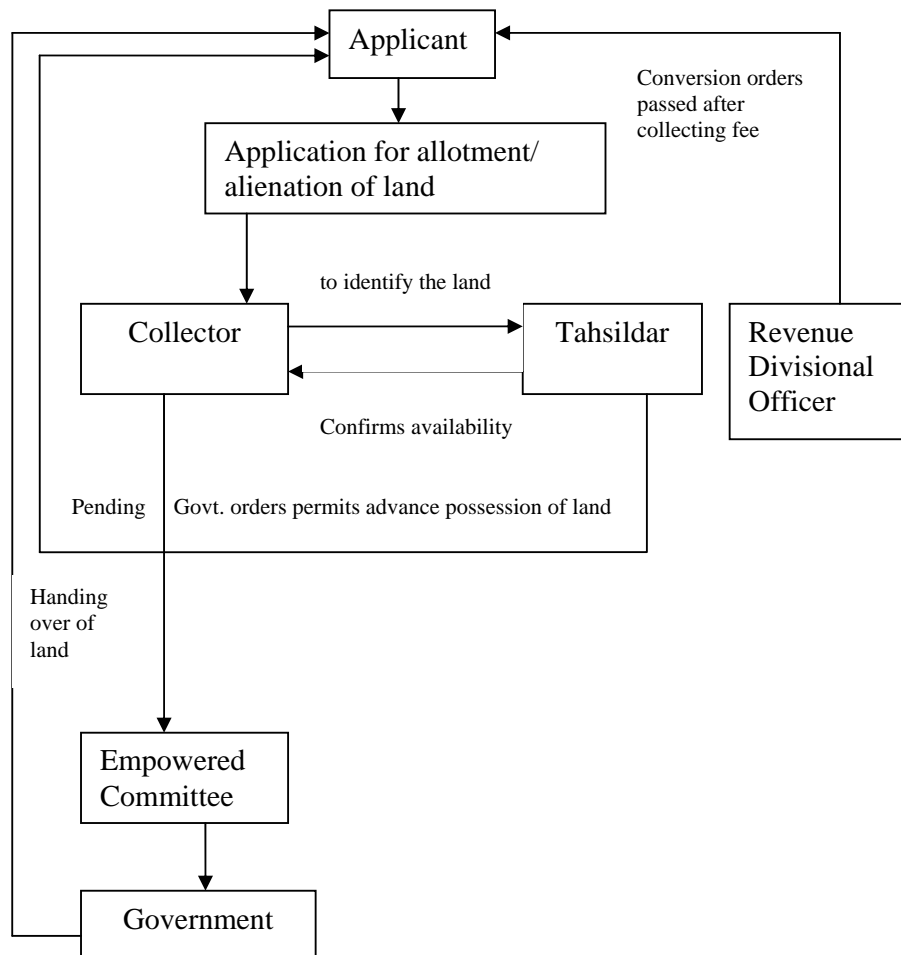 Applicant
Conversion orders
passed after
collecting fee
Application for allotment/
alienation of land
to identify the land
Collector
Tahsildar
Revenue
Divisional
Officer
Confirms availability
Pending Govt. orders permits advance possession of land
Handing
over of
land
Empowered
Committee
Government